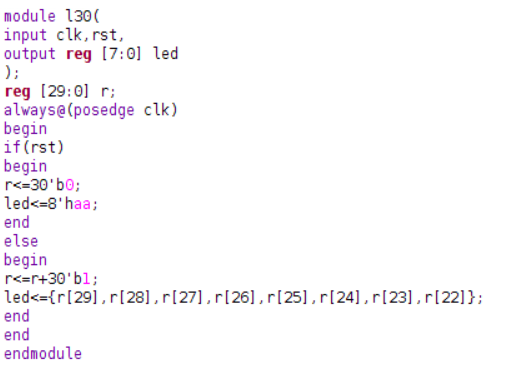 module l30(
input clk,rst,
output reg [7:0] led
);
reg [29:0] r;
always@(posedge clk)
begin
if(rst)
begin
r<=30'b0;
led<=8'haa;
end
else
begin
r<=r+30'b1;
led<={r[29],r[28],r[27],r[26],r[25],r[24],r[23],r[22]};
end
end
endmodule